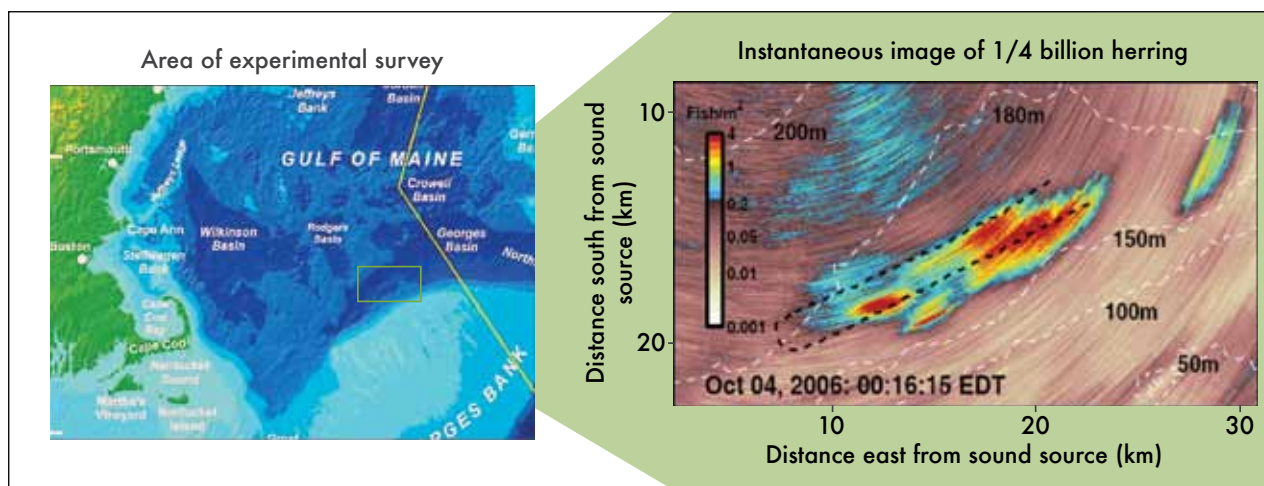 Area of experimental survey
Jeffreys
Bank
Basin
Portsmouth
GULF OF MAINE
Crowell
Basin
Cape Ann
Wilkinson
Basin
Rodgers
Basin
Georges
Basin
North
Boston
Stellwagen
Bank
Cape
Cod
Bay
Cape Cod
Nantucket
Sound
Martha's
Vineyard
Nantucket
Island
Great
RGES BANK
Instantaneous image of 1/4 billion herring
Distance south from sound
source (km)
10
20
Fish/m²
4
1
0.2
0.05
0.01
0.001
200m
180m
150m
100m
50m
Oct 04, 2006: 00:16:15 EDT
10
20
30
Distance east from sound source (km)